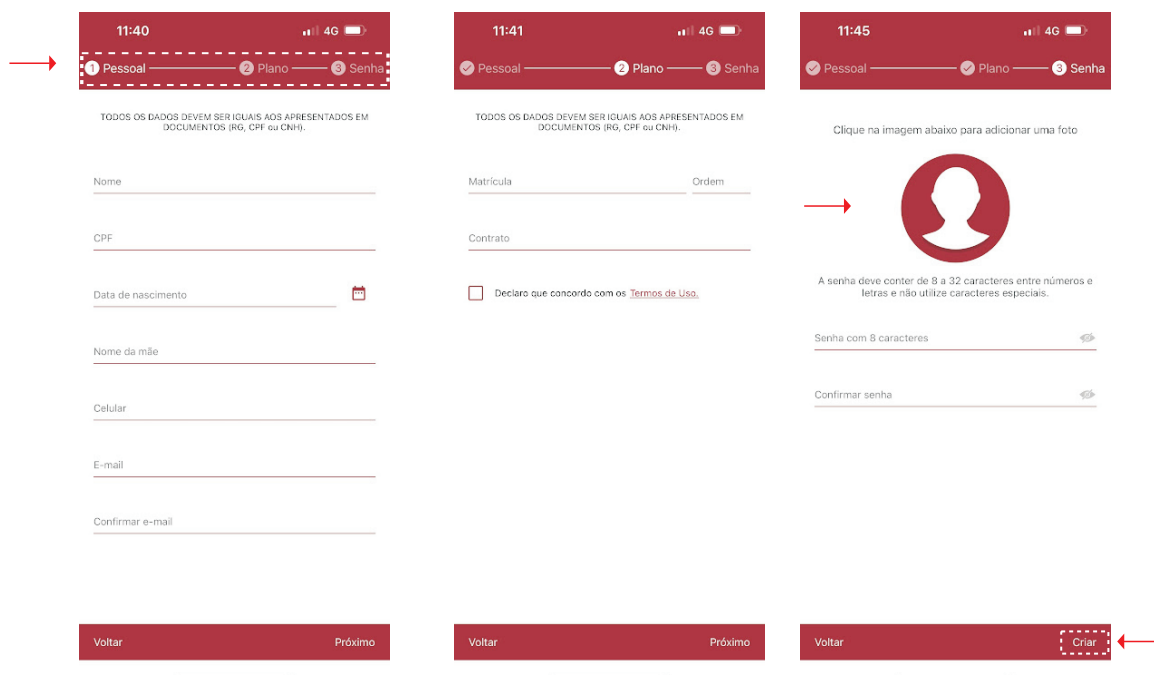 11:40
4G
1 Pessoal 2 Plano 3 Senha
TODOS OS DADOS DEVEM SER IGUAIS AOS APRESENTADOS EM
DOCUMENTOS (RG, CPF ou CNH).
Nome
CPF
Data de nascimento
Nome da mãe
Celular
E-mail
Confirmar e-mail
Voltar Próximo
11:41
4G
Pessoal 2 Plano 3 Senha
TODOS OS DADOS DEVEM SER IGUAIS AOS APRESENTADOS EM
DOCUMENTOS (RG, CPF ou CNH).
Matrícula Ordem
Contrato
Declaro que concordo com os Termos de Uso.
Voltar Próximo
11:45
4G
Pessoal Plano 3 Senha
Clique na imagem abaixo para adicionar uma foto
A senha deve conter de 8 a 32 caracteres entre números e
letras e não utilize caracteres especiais.
Senha com 8 caracteres
Confirmar senha
Voltar Criar